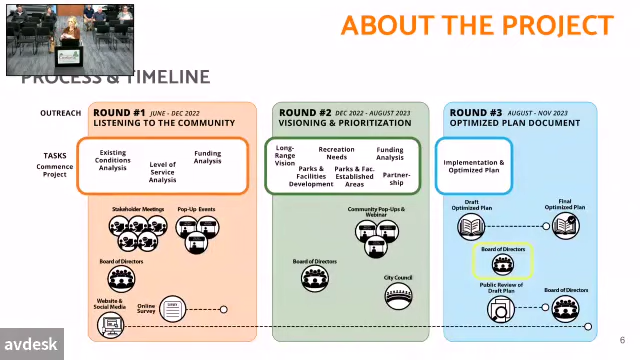 ABOUT THE PROJECT
PROCESS & TIMELINE
OUTREACH
ROUND #1 JUNE - DEC 2022
LISTENING TO THE COMMUNITY
ROUND #2 DEC 2022 - AUGUST 2023
VISIONING & PRIORITIZATION
ROUND #3 AUGUST - NOV 2023
OPTIMIZED PLAN DOCUMENT
TASKS
Commence
Project
Existing
Conditions
Analysis
Level of
Service
Analysis
Funding
Analysis
Long-
Range
Vision
Recreation
Needs
Funding
Analysis
Parks &
Facilities
Development
Parks & Fac.
Established
Areas
Partner-
ship
Implementation &
Optimized Plan
Stakeholder Meetings
Pop-Up Events
Board of Directors
Website &
Social Media
Online
Survey
Community Pop-Ups &
Webinar
Board of Directors
City Council
Draft
Optimized Plan
Final
Optimized Plan
Board of Directors
Public Review of
Draft Plan
Board of Directors
avdesk
6